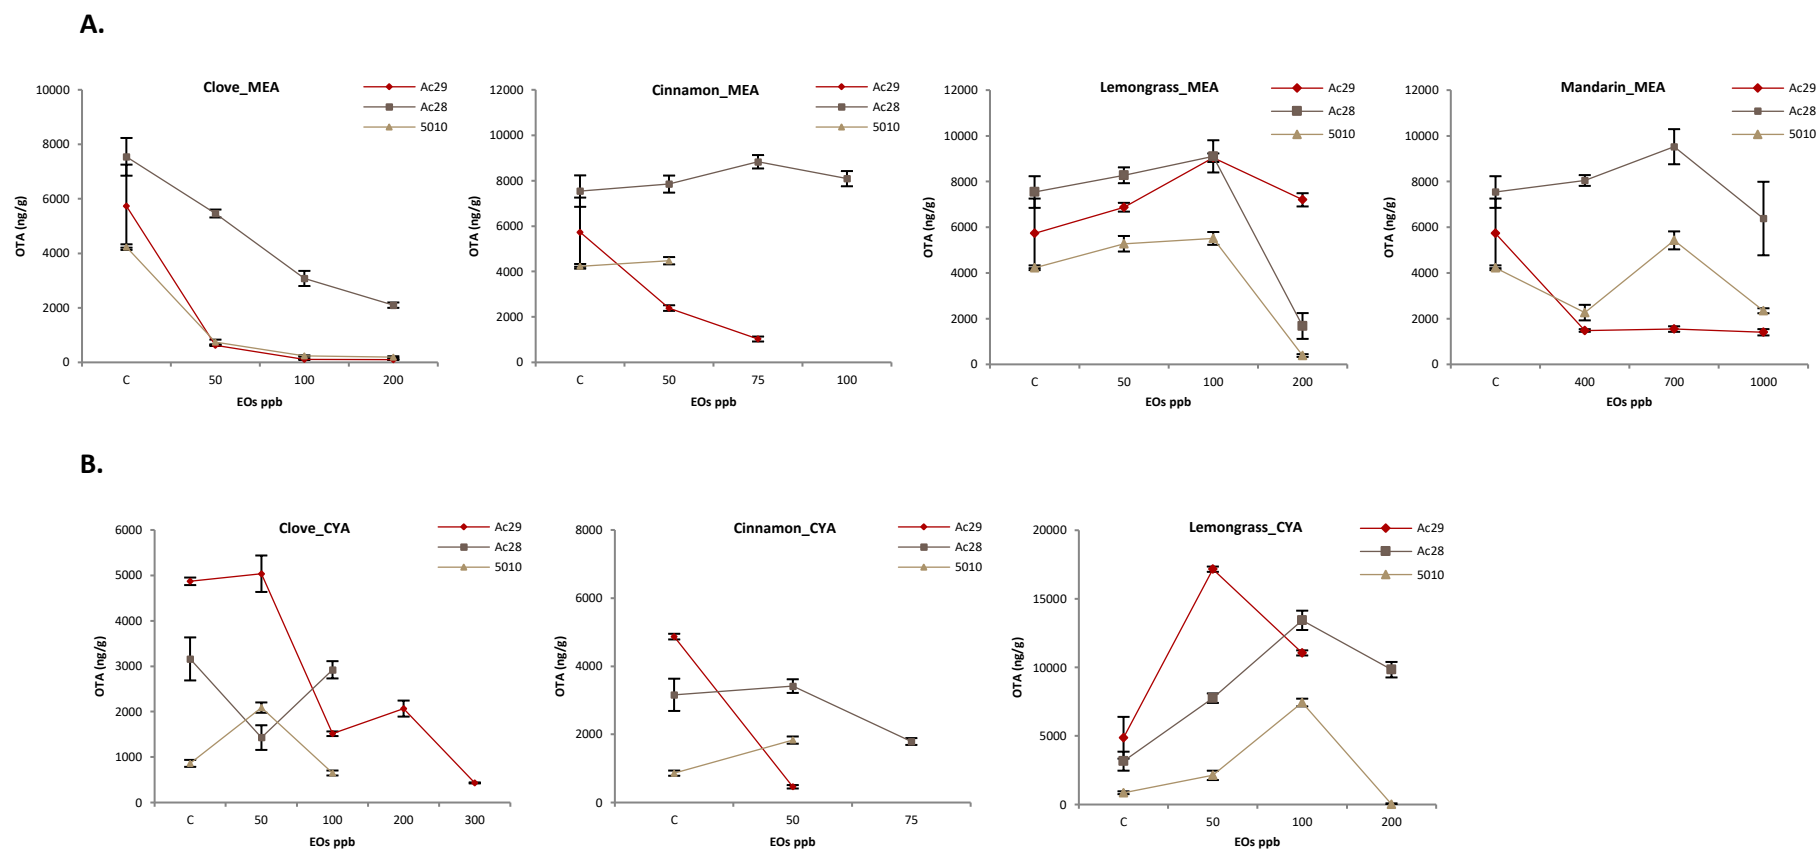 A.
Clove_MEA
Ac29
Ac28
5010
OTA (ng/g)
10000
8000
6000
4000
2000
0
C 50 100 200
EOs ppb
Cinnamon_MEA
Ac29
Ac28
5010
OTA (ng/g)
12000
10000
8000
6000
4000
2000
0
C 50 75 100
EOs ppb
Lemongrass_MEA
Ac29
Ac28
5010
OTA (ng/g)
12000
10000
8000
6000
4000
2000
0
C 50 100 200
EOs ppb
Mandarin_MEA
Ac29
Ac28
5010
OTA (ng/g)
12000
10000
8000
6000
4000
2000
0
C 400 700 1000
EOs ppb
B.
Clove_CYA
Ac29
Ac28
5010
OTA (ng/g)
6000
5000
4000
3000
2000
1000
0
C 50 100 200 300
EOs ppb
Cinnamon_CYA
Ac29
Ac28
5010
OTA (ng/g)
8000
6000
4000
2000
0
C 50 75
EOs ppb
Lemongrass_CYA
Ac29
Ac28
5010
OTA (ng/g)
20000
15000
10000
5000
0
C 50 100 200
EOs ppb